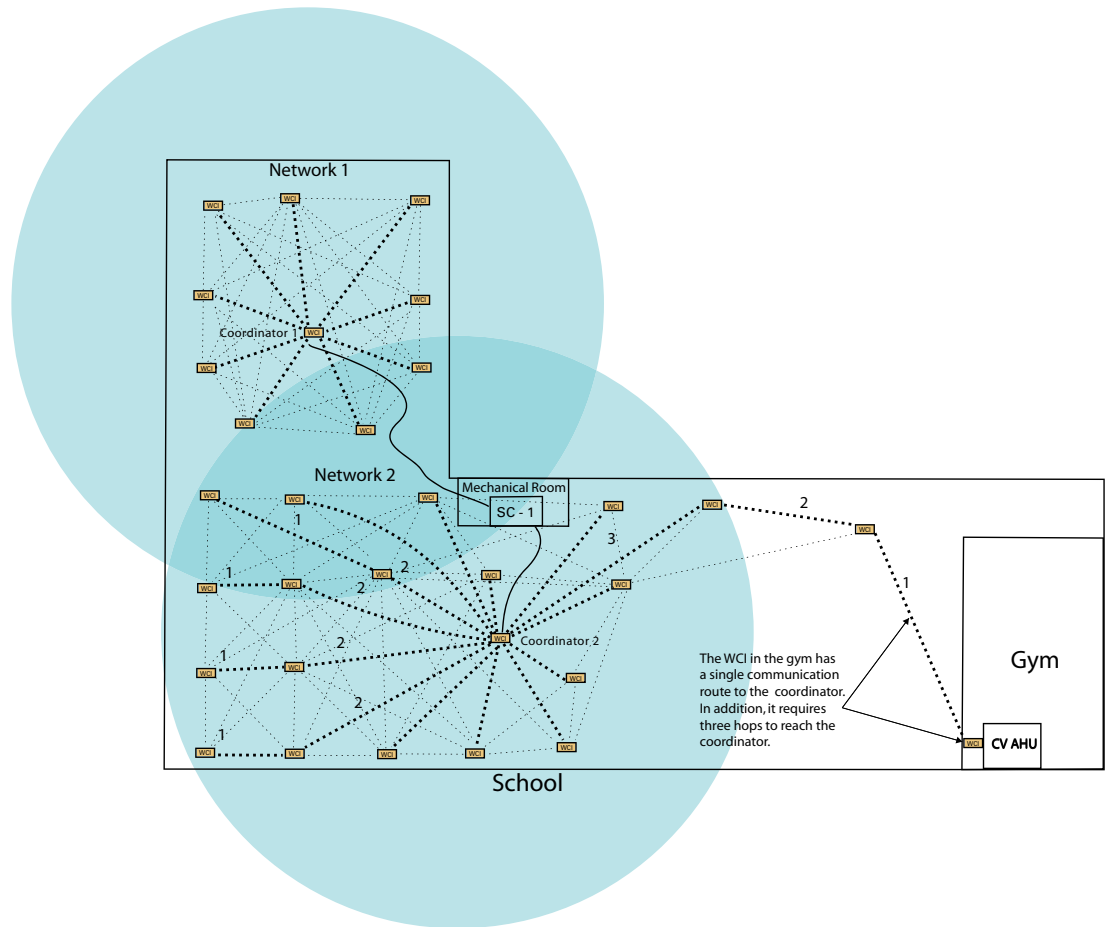 Network 1
WCI
WCI
WCI
WCI
WCI
Coordinator 1
WCI
WCI
WCI
WCI
WCI
Network 2
Mechanical Room
SC - 1
WCI
WCI
WCI
WCI
WCI
2
1
WCI
3
2
WCI
WCI
1
WCI
2
WCI
WCI
1
WCI
Coordinator 2
2
1
WCI
WCI
WCI
The WCI in the gym has
a single communication
route to the coordinator.
In addition, it requires
three hops to reach the
coordinator.
Gym
2
1
WCI
WCI
WCI
WCI
WCI
WCI
CV AHU
School